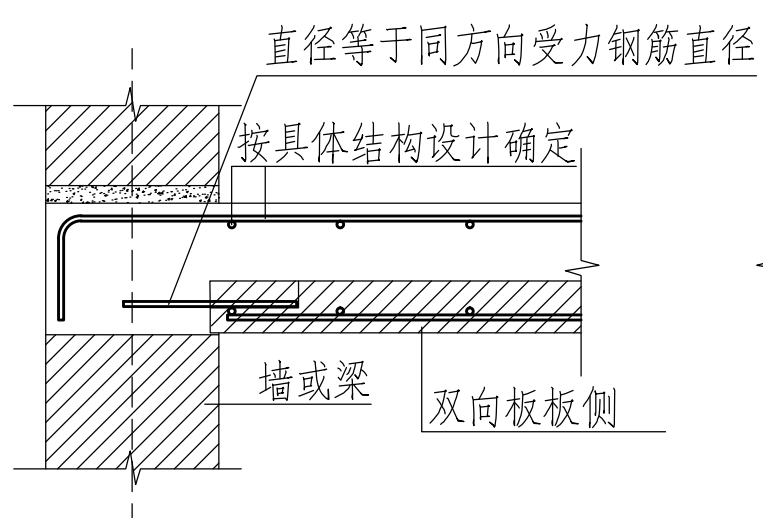 直径等于同方向受力钢筋直径
按具体结构设计确定
墙或梁
双向板板侧